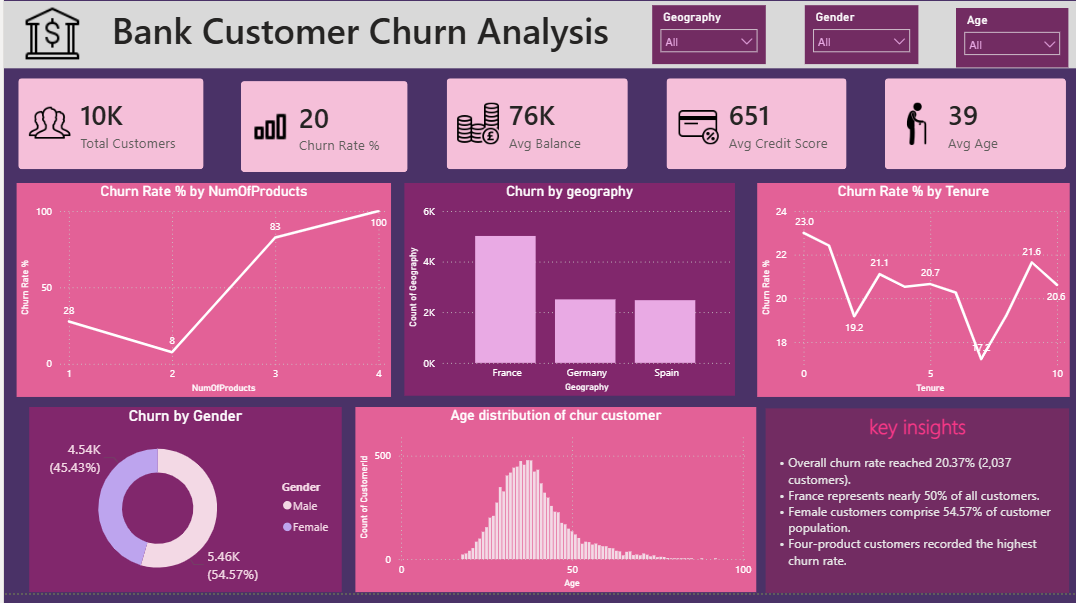 Bank Customer Churn Analysis
Geography
All
Gender
All
Age
All
10K
Total Customers
20
Churn Rate %
76K
Avg Balance
651
Avg Credit Score
39
Avg Age
Churn Rate % by NumOfProducts
Churn Rate %
100
50
0
28
8
83
100
1
2
3
4
NumOfProducts
Churn by geography
Count of Geography
6K
4K
2K
0K
France
Germany
Spain
Geography
Churn Rate % by Tenure
Churn Rate %
24
22
20
18
23.0
19.2
21.1
20.7
17.2
21.6
20.6
0
5
10
Tenure
Churn by Gender
4.54K
(45.43%)
5.46K
(54.57%)
Gender
Male
Female
Age distribution of chur customer
Count of CustomerId
500
0
0
50
100
Age
key insights
• Overall churn rate reached 20.37% (2,037
customers).
• France represents nearly 50% of all customers.
• Female customers comprise 54.57% of customer
population.
• Four-product customers recorded the highest
churn rate.